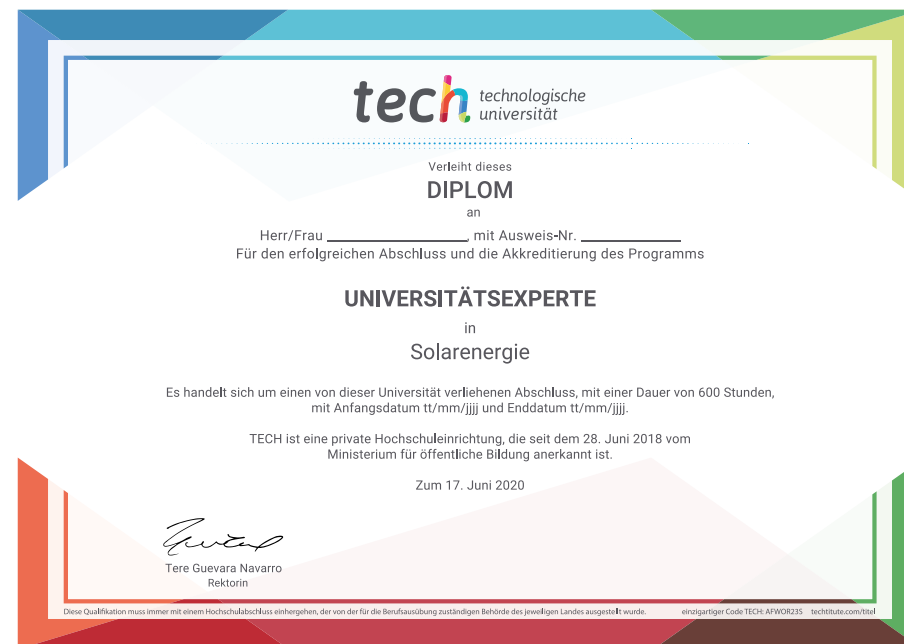 tech technologische
universität
Verleiht dieses
DIPLOM
an
Herr/Frau ____________________, mit Ausweis-Nr. ______________
Für den erfolgreichen Abschluss und die Akkreditierung des Programms
UNIVERSITÄTSEXPERTE
in
Solarenergie
Es handelt sich um einen von dieser Universität verliehenen Abschluss, mit einer Dauer von 600 Stunden,
mit Anfangsdatum tt/mm/jjjj und Enddatum tt/mm/jjjj.
TECH ist eine private Hochschuleinrichtung, die seit dem 28. Juni 2018 vom
Ministerium für öffentliche Bildung anerkannt ist.
Zum 17. Juni 2020
Tere Guevara Navarro
Rektorin
Diese Qualifikation muss immer mit einem Hochschulabschluss einhergehen, der von der für die Berufsausübung zuständigen Behörde des jeweiligen Landes ausgestellt wurde. einzigartiger Code TECH: AFWOR23S techtitute.com/titel